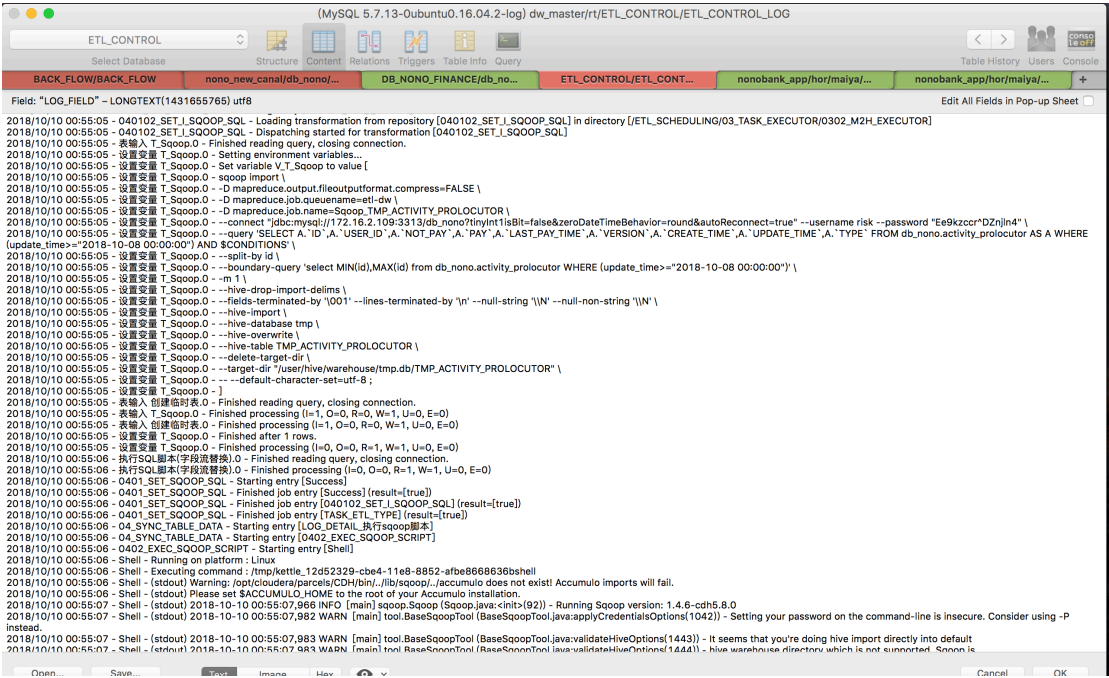 (MySQL 5.7.13-0ubuntu0.16.04.2-log) dw_master/rt/ETL_CONTROL/ETL_CONTROL_LOG
ETL_CONTROL
Select Database
Structure Content Relations Triggers Table Info Query
Table History Users Console
conso
le off
BACK_FLOW/BACK_FLOW nono_new_canal/db_nono/... DB_NONO_FINANCE/db_no... ETL_CONTROL/ETL_CONT... nonobank_app/hor/maiya/... nonobank_app/hor/maiya/... +
Field: "LOG_FIELD" – LONGTEXT(1431655765) utf8 Edit All Fields in Pop-up Sheet
2018/10/10 00:55:05 - 040102_SET_I_SQOOP_SQL - Loading transformation from repository [040102_SET_I_SQOOP_SQL] in directory [/ETL_SCHEDULING/03_TASK_EXECUTOR/0302_M2H_EXECUTOR]
2018/10/10 00:55:05 - 040102_SET_I_SQOOP_SQL - Dispatching started for transformation [040102_SET_I_SQOOP_SQL]
2018/10/10 00:55:05 - 表输入 T_Sqoop.0 - Finished reading query, closing connection.
2018/10/10 00:55:05 - 设置变量 T_Sqoop.0 - Setting environment variables...
2018/10/10 00:55:05 - 设置变量 T_Sqoop.0 - Set variable V_T_Sqoop to value [
2018/10/10 00:55:05 - 设置变量 T_Sqoop.0 - sqoop import \
2018/10/10 00:55:05 - 设置变量 T_Sqoop.0 - -D mapreduce.output.fileoutputformat.compress=FALSE \
2018/10/10 00:55:05 - 设置变量 T_Sqoop.0 - -D mapreduce.job.queuename=etl-dw \
2018/10/10 00:55:05 - 设置变量 T_Sqoop.0 - -D mapreduce.job.name=Sqoop_TMP_ACTIVITY_PROLOCUTOR \
2018/10/10 00:55:05 - 设置变量 T_Sqoop.0 - --connect "jdbc:mysql://172.16.2.109:3313/db_nono?tinyInt1isBit=false&zeroDateTimeBehavior=round&autoReconnect=true" --username risk --password "Ee9kzccr^DZnjln4" \
2018/10/10 00:55:05 - 设置变量 T_Sqoop.0 - --query 'SELECT A.`ID`,A.`USER_ID`,A.`NOT_PAY`,A.`PAY`,A.`LAST_PAY_TIME`,A.`VERSION`,A.`CREATE_TIME`,A.`UPDATE_TIME`,A.`TYPE` FROM db_nono.activity_prolocutor AS A WHERE
(update_time>="2018-10-08 00:00:00") AND $CONDITIONS' \
2018/10/10 00:55:05 - 设置变量 T_Sqoop.0 - --split-by id \
2018/10/10 00:55:05 - 设置变量 T_Sqoop.0 - --boundary-query 'select MIN(id),MAX(id) from db_nono.activity_prolocutor WHERE (update_time>="2018-10-08 00:00:00")' \
2018/10/10 00:55:05 - 设置变量 T_Sqoop.0 - -m 1 \
2018/10/10 00:55:05 - 设置变量 T_Sqoop.0 - --hive-drop-import-delims \
2018/10/10 00:55:05 - 设置变量 T_Sqoop.0 - --fields-terminated-by '\001' --lines-terminated-by '\n' --null-string '\\N' --null-non-string '\\N' \
2018/10/10 00:55:05 - 设置变量 T_Sqoop.0 - --hive-import \
2018/10/10 00:55:05 - 设置变量 T_Sqoop.0 - --hive-database tmp \
2018/10/10 00:55:05 - 设置变量 T_Sqoop.0 - --hive-overwrite \
2018/10/10 00:55:05 - 设置变量 T_Sqoop.0 - --hive-table TMP_ACTIVITY_PROLOCUTOR \
2018/10/10 00:55:05 - 设置变量 T_Sqoop.0 - --delete-target-dir \
2018/10/10 00:55:05 - 设置变量 T_Sqoop.0 - --target-dir "/user/hive/warehouse/tmp.db/TMP_ACTIVITY_PROLOCUTOR" \
2018/10/10 00:55:05 - 设置变量 T_Sqoop.0 - -- --default-character-set=utf-8 ;
2018/10/10 00:55:05 - 设置变量 T_Sqoop.0 - ]
2018/10/10 00:55:05 - 表输入 创建临时表.0 - Finished reading query, closing connection.
2018/10/10 00:55:05 - 表输入 T_Sqoop.0 - Finished processing (I=1, O=0, R=0, W=1, U=0, E=0)
2018/10/10 00:55:05 - 表输入 创建临时表.0 - Finished processing (I=1, O=0, R=0, W=1, U=0, E=0)
2018/10/10 00:55:05 - 设置变量 T_Sqoop.0 - Finished after 1 rows.
2018/10/10 00:55:05 - 设置变量 T_Sqoop.0 - Finished processing (I=0, O=0, R=1, W=1, U=0, E=0)
2018/10/10 00:55:06 - 执行SQL脚本(字段流替换).0 - Finished reading query, closing connection.
2018/10/10 00:55:06 - 执行SQL脚本(字段流替换).0 - Finished processing (I=0, O=0, R=1, W=1, U=0, E=0)
2018/10/10 00:55:06 - 0401_SET_SQOOP_SQL - Starting entry [Success]
2018/10/10 00:55:06 - 0401_SET_SQOOP_SQL - Finished job entry [Success] (result=[true])
2018/10/10 00:55:06 - 0401_SET_SQOOP_SQL - Finished job entry [040102_SET_I_SQOOP_SQL] (result=[true])
2018/10/10 00:55:06 - 0401_SET_SQOOP_SQL - Finished job entry [TASK_ETL_TYPE] (result=[true])
2018/10/10 00:55:06 - 04_SYNC_TABLE_DATA - Starting entry [LOG_DETAIL_执行sqoop脚本]
2018/10/10 00:55:06 - 04_SYNC_TABLE_DATA - Starting entry [0402_EXEC_SQOOP_SCRIPT]
2018/10/10 00:55:06 - 0402_EXEC_SQOOP_SCRIPT - Starting entry [Shell]
2018/10/10 00:55:06 - Shell - Running on platform : Linux
2018/10/10 00:55:06 - Shell - Executing command : /tmp/kettle_12d52329-cbe4-11e8-8852-afbe8668636bshell
2018/10/10 00:55:06 - Shell - (stdout) Warning: /opt/cloudera/parcels/CDH/bin/../lib/sqoop/../accumulo does not exist! Accumulo imports will fail.
2018/10/10 00:55:06 - Shell - (stdout) Please set $ACCUMULO_HOME to the root of your Accumulo installation.
2018/10/10 00:55:07 - Shell - (stdout) 2018-10-10 00:55:07,966 INFO [main] sqoop.Sqoop (Sqoop.java:<init>(92)) - Running Sqoop version: 1.4.6-cdh5.8.0
2018/10/10 00:55:07 - Shell - (stdout) 2018-10-10 00:55:07,982 WARN [main] tool.BaseSqoopTool (BaseSqoopTool.java:applyCredentialsOptions(1042)) - Setting your password on the command-line is insecure. Consider using -P
instead.
2018/10/10 00:55:07 - Shell - (stdout) 2018-10-10 00:55:07,983 WARN [main] tool.BaseSqoopTool (BaseSqoopTool.java:validateHiveOptions(1443)) - It seems that you're doing hive import directly into default
2018/10/10 00:55:07 - Shell - (stdout) 2018-10-10 00:55:07,983 WARN [main] tool.BaseSqoopTool (BaseSqoopTool.java:validateHiveOptions(1444)) - hive warehouse directory which is not supported. Sqoop is
Open... Save... Text Image Hex Cancel OK